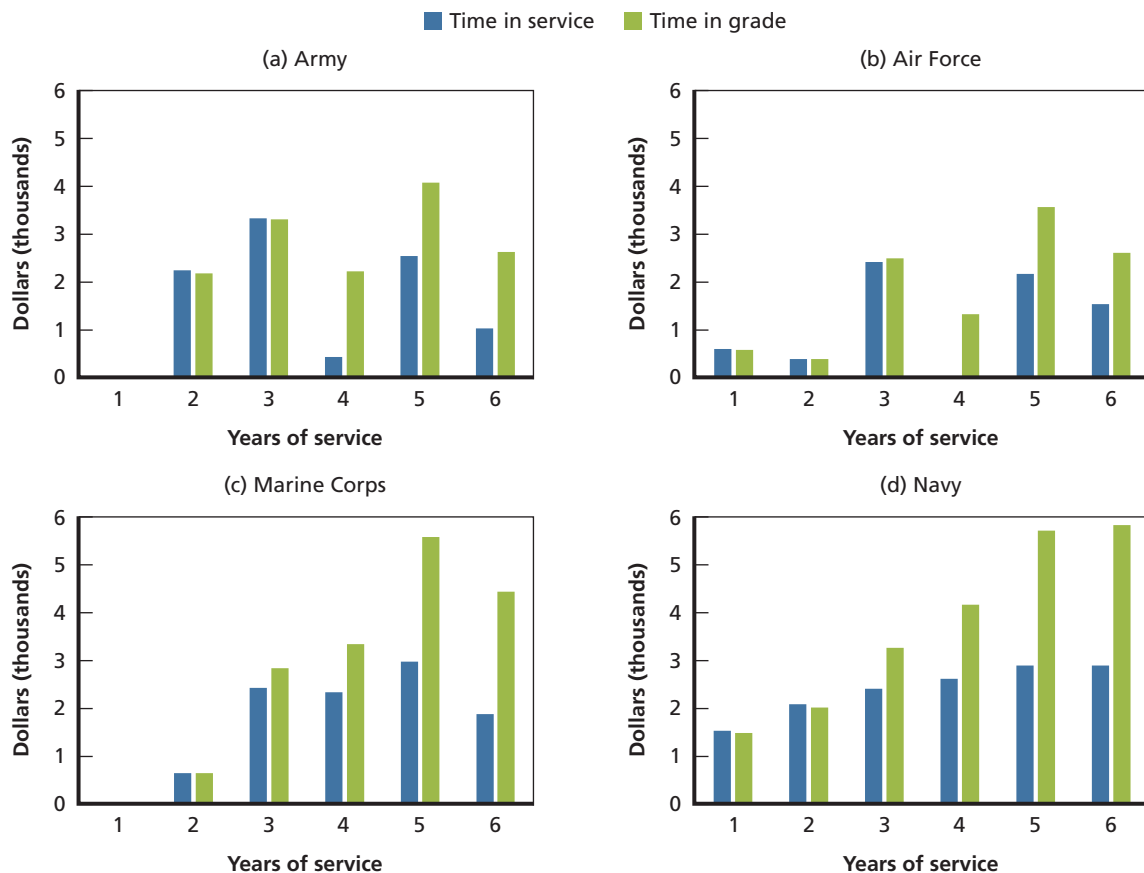 Time in service Time in grade
(a) Army
6
5
4
3
2
1
0
Dollars (thousands)
1 2 3 4 5 6
Years of service
(b) Air Force
6
5
4
3
2
1
0
Dollars (thousands)
1 2 3 4 5 6
Years of service
(c) Marine Corps
6
5
4
3
2
1
0
Dollars (thousands)
1 2 3 4 5 6
Years of service
(d) Navy
6
5
4
3
2
1
0
Dollars (thousands)
1 2 3 4 5 6
Years of service